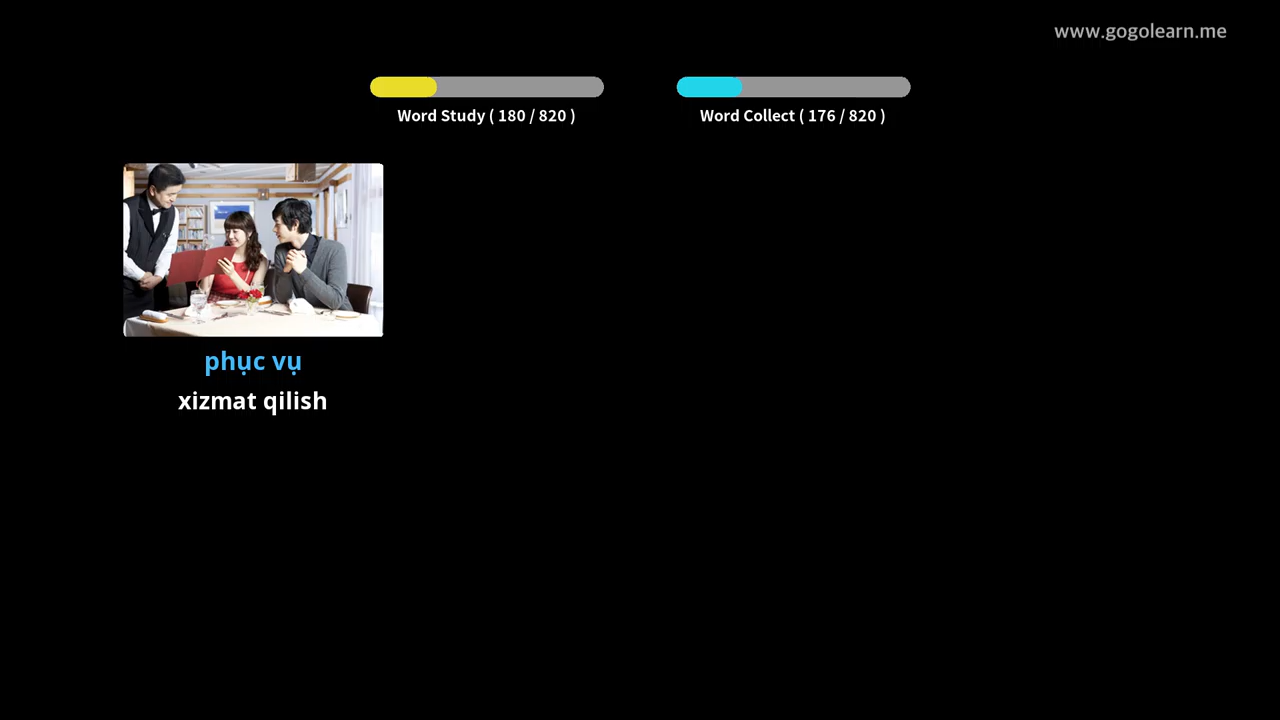 www.gogolearn.me
Word Study ( 180 / 820 )
Word Collect ( 176 / 820 )
phục vụ
xizmat qilish